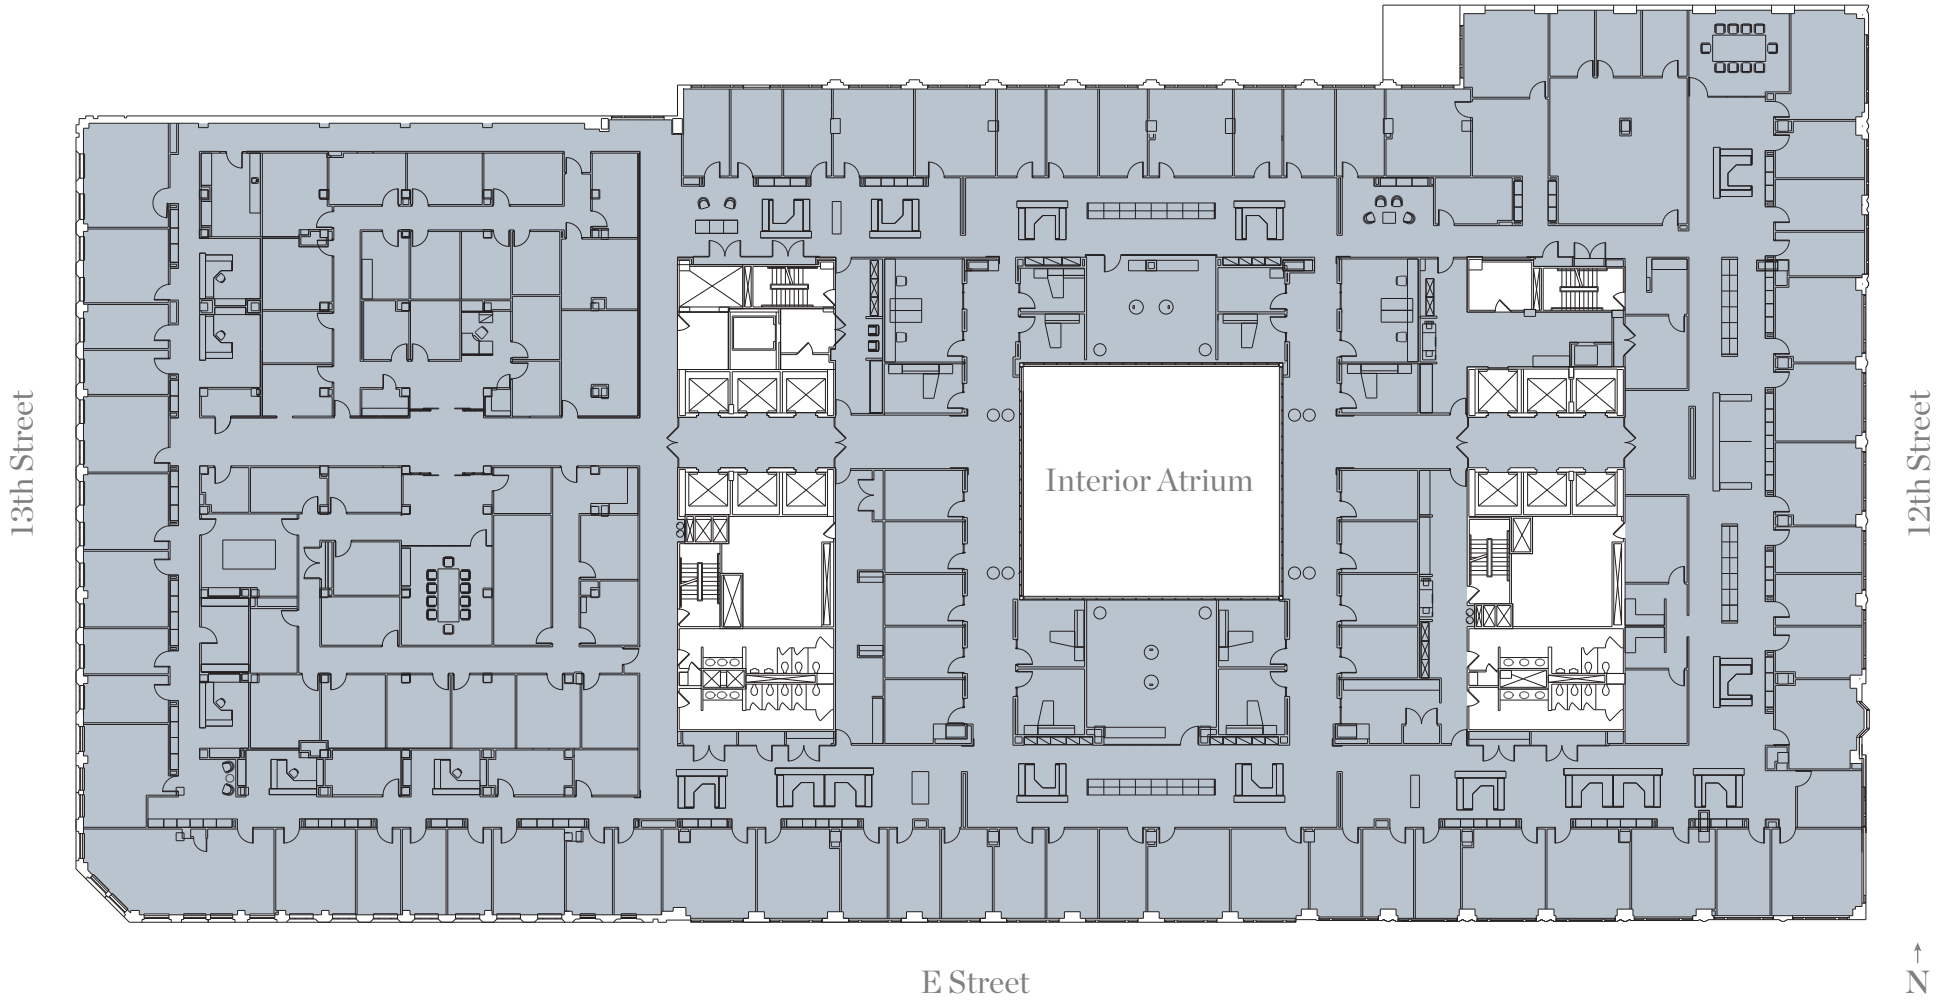 13th Street
Interior Atrium
12th Street
E Street
N